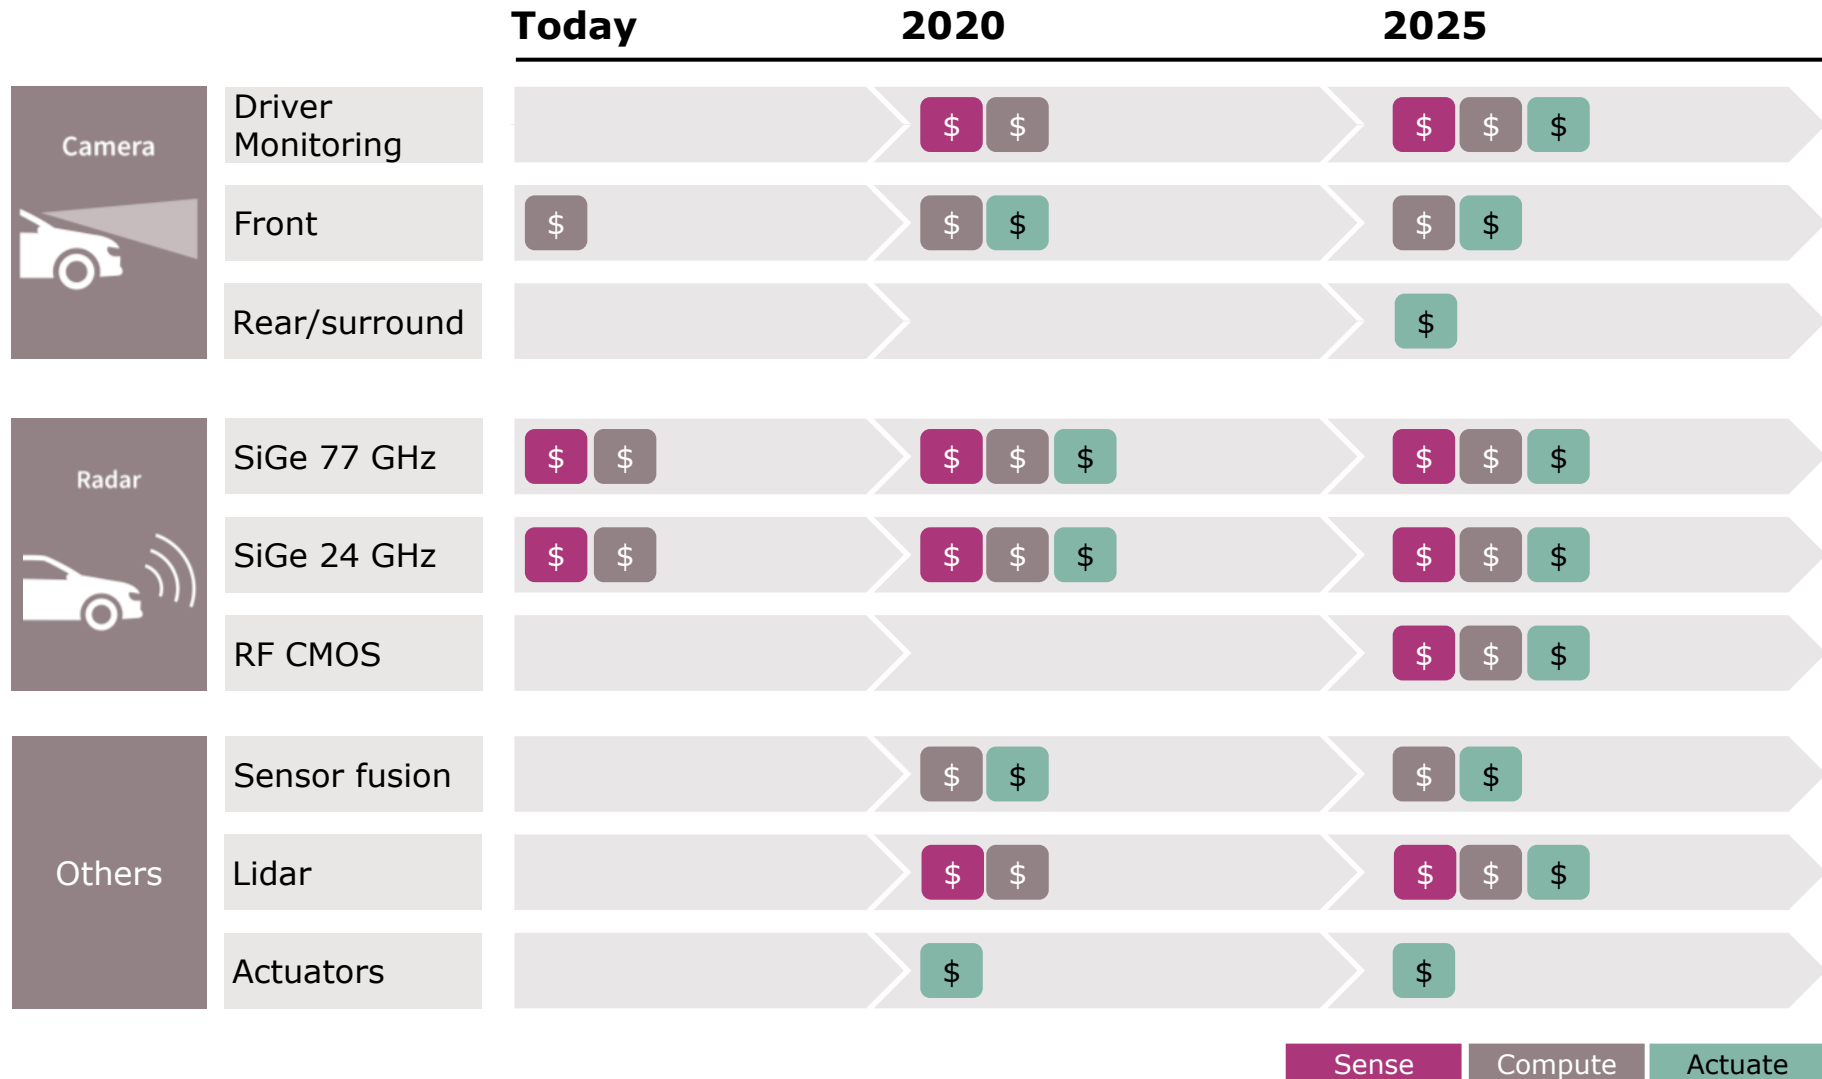 Today 2020 2025
Camera
Driver
Monitoring
$ $ $ $ $
Front
$ $ $ $ $
Rear/surround
$
Radar
SiGe 77 GHz
$ $ $ $ $ $ $ $
SiGe 24 GHz
$ $ $ $ $ $ $ $
RF CMOS
$ $ $
Others
Sensor fusion
$ $ $ $
Lidar
$ $ $ $ $
Actuators
$ $
Sense Compute Actuate